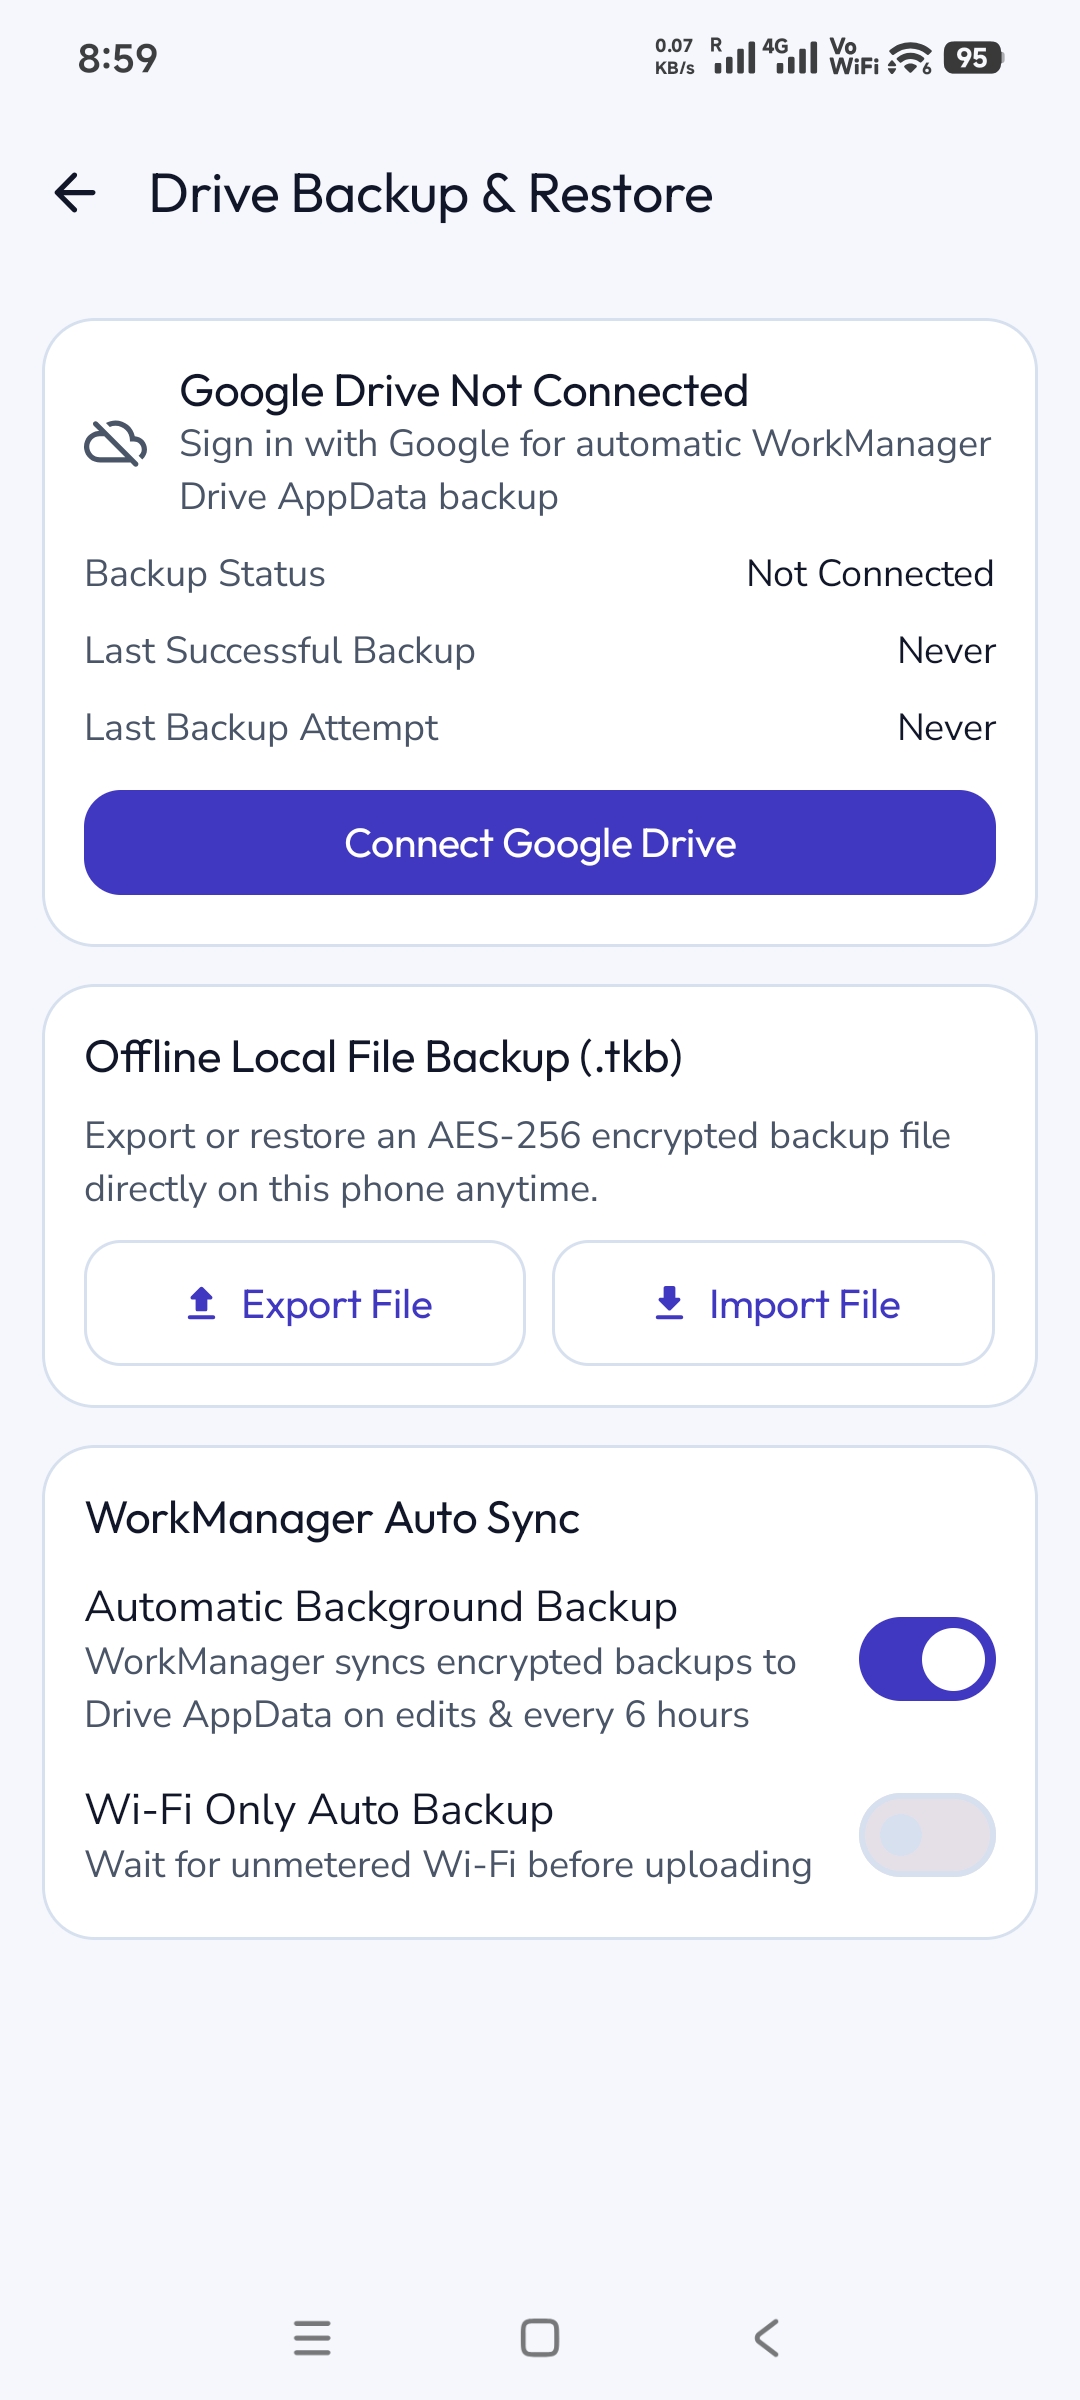 8:59
0.07 KB/s R 4G Vo WiFi 6 95
Drive Backup & Restore
Google Drive Not Connected
Sign in with Google for automatic WorkManager
Drive AppData backup
Backup Status Not Connected
Last Successful Backup Never
Last Backup Attempt Never
Connect Google Drive
Offline Local File Backup (.tkb)
Export or restore an AES-256 encrypted backup file
directly on this phone anytime.
Export File Import File
WorkManager Auto Sync
Automatic Background Backup
WorkManager syncs encrypted backups to
Drive AppData on edits & every 6 hours
Wi-Fi Only Auto Backup
Wait for unmetered Wi-Fi before uploading